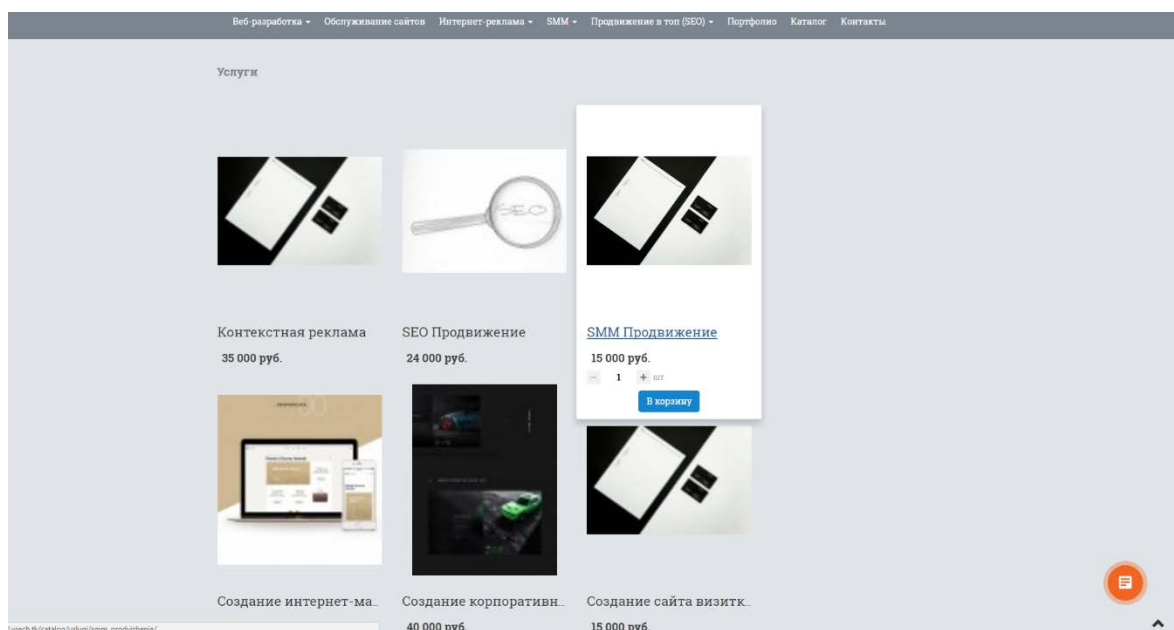 Веб-разработка Обслуживание сайтов Интернет-реклама SMM Продвижение в топ (SEO) Портфолио Каталог Контакты
Услуги
SEO
Контекстная реклама SEO Продвижение SMM Продвижение
35 000 руб. 24 000 руб. 15 000 руб.
− 1 + шт
В корзину
Создание интернет-ма... Создание корпоративн... Создание сайта визитк...
40 000 руб. 15 000 руб.